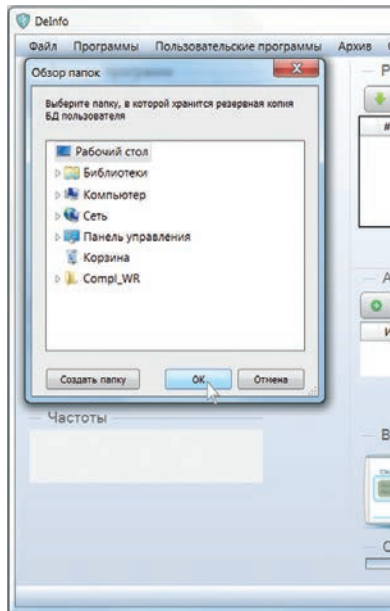 DeInfo
Файл Программы Пользовательские программы Архив
Обзор папок
Выберите папку, в которой хранится резервная копия
БД пользователя
Рабочий стол
Библиотеки
Компьютер
Сеть
Панель управления
Корзина
Compl_WR
Создать папку ОК Отмена
Частоты